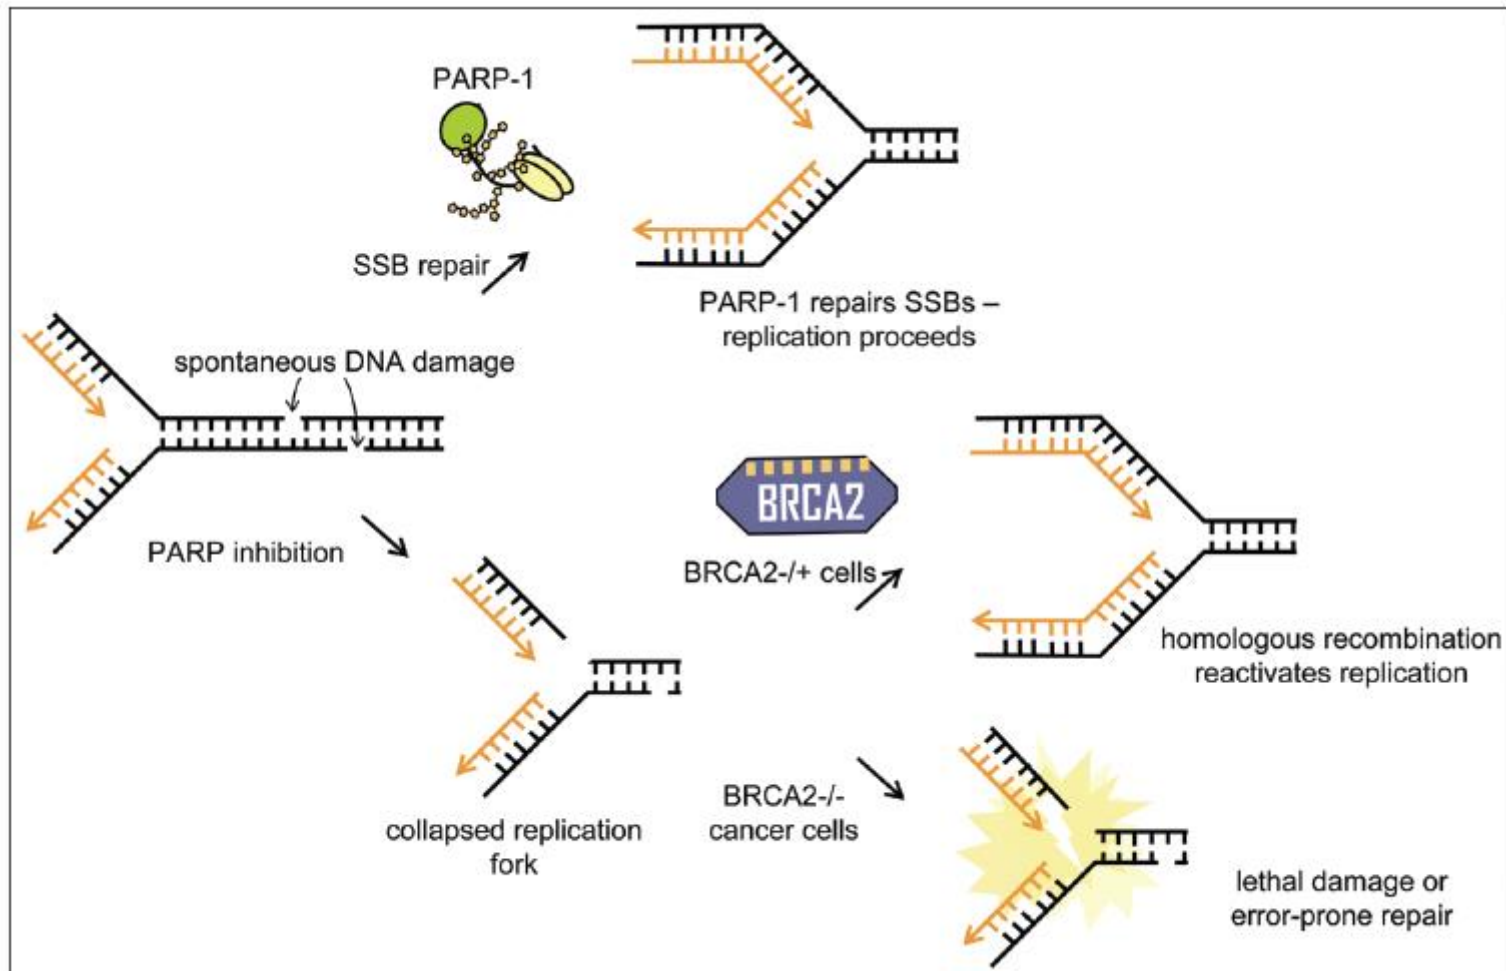 PARP-1
SSB repair
PARP-1 repairs SSBs –
replication proceeds
spontaneous DNA damage
PARP inhibition
BRCA2
BRCA2-/+ cells
homologous recombination
reactivates replication
collapsed replication
fork
BRCA2-/-
cancer cells
lethal damage or
error-prone repair